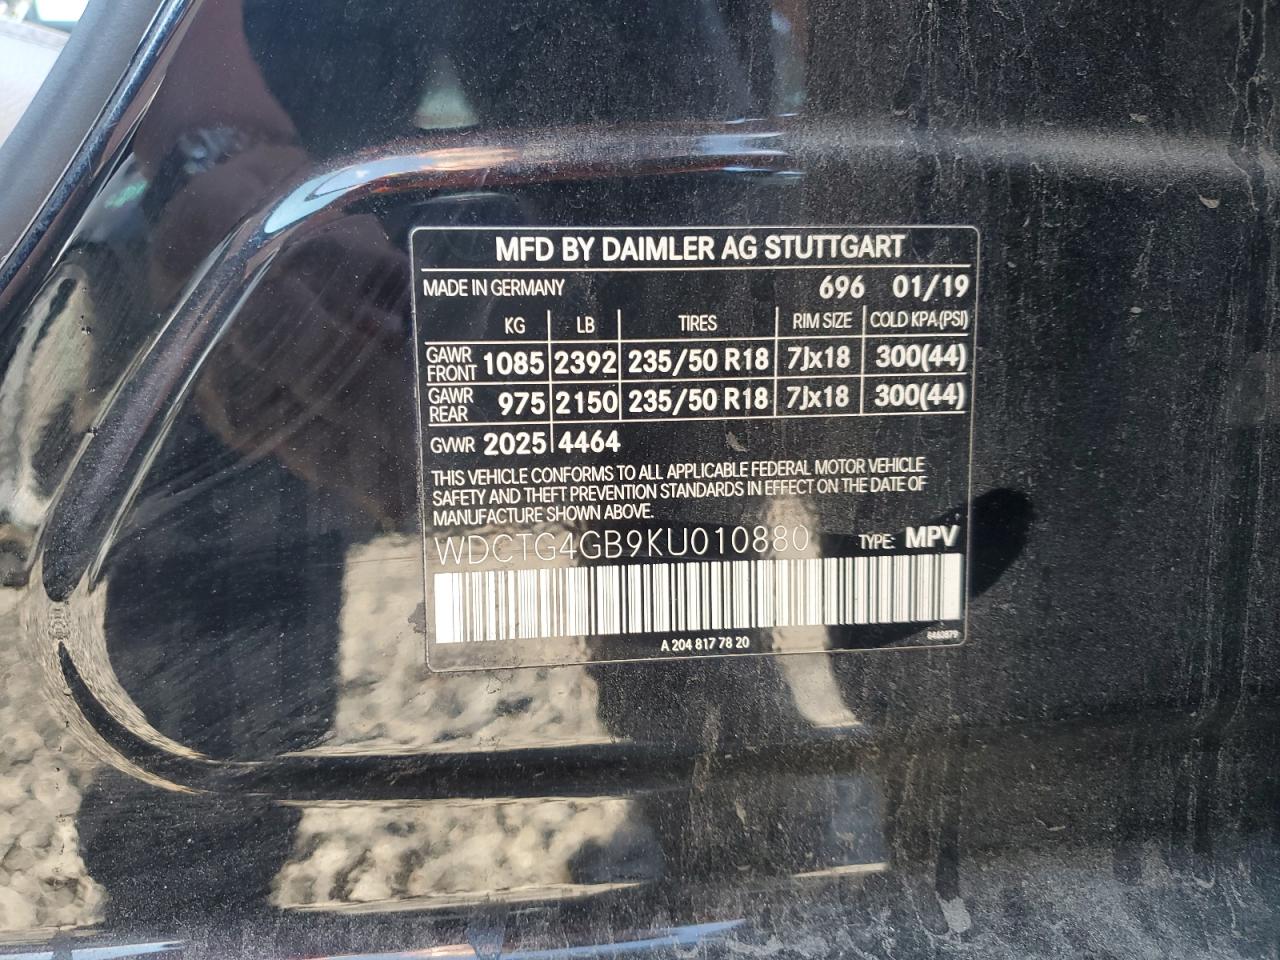 MFD BY DAIMLER AG STUTTGART
MADE IN GERMANY 696 01/19
KG LB TIRES RIM SIZE COLD KPA(PSI)
GAWR FRONT 1085 2392 235/50 R18 7Jx18 300(44)
GAWR REAR 975 2150 235/50 R18 7Jx18 300(44)
GVWR 2025 4464
THIS VEHICLE CONFORMS TO ALL APPLICABLE FEDERAL MOTOR VEHICLE
SAFETY AND THEFT PREVENTION STANDARDS IN EFFECT ON THE DATE OF
MANUFACTURE SHOWN ABOVE.
WDCTG4GB9KU010880 TYPE: MPV
A 204 817 78 20